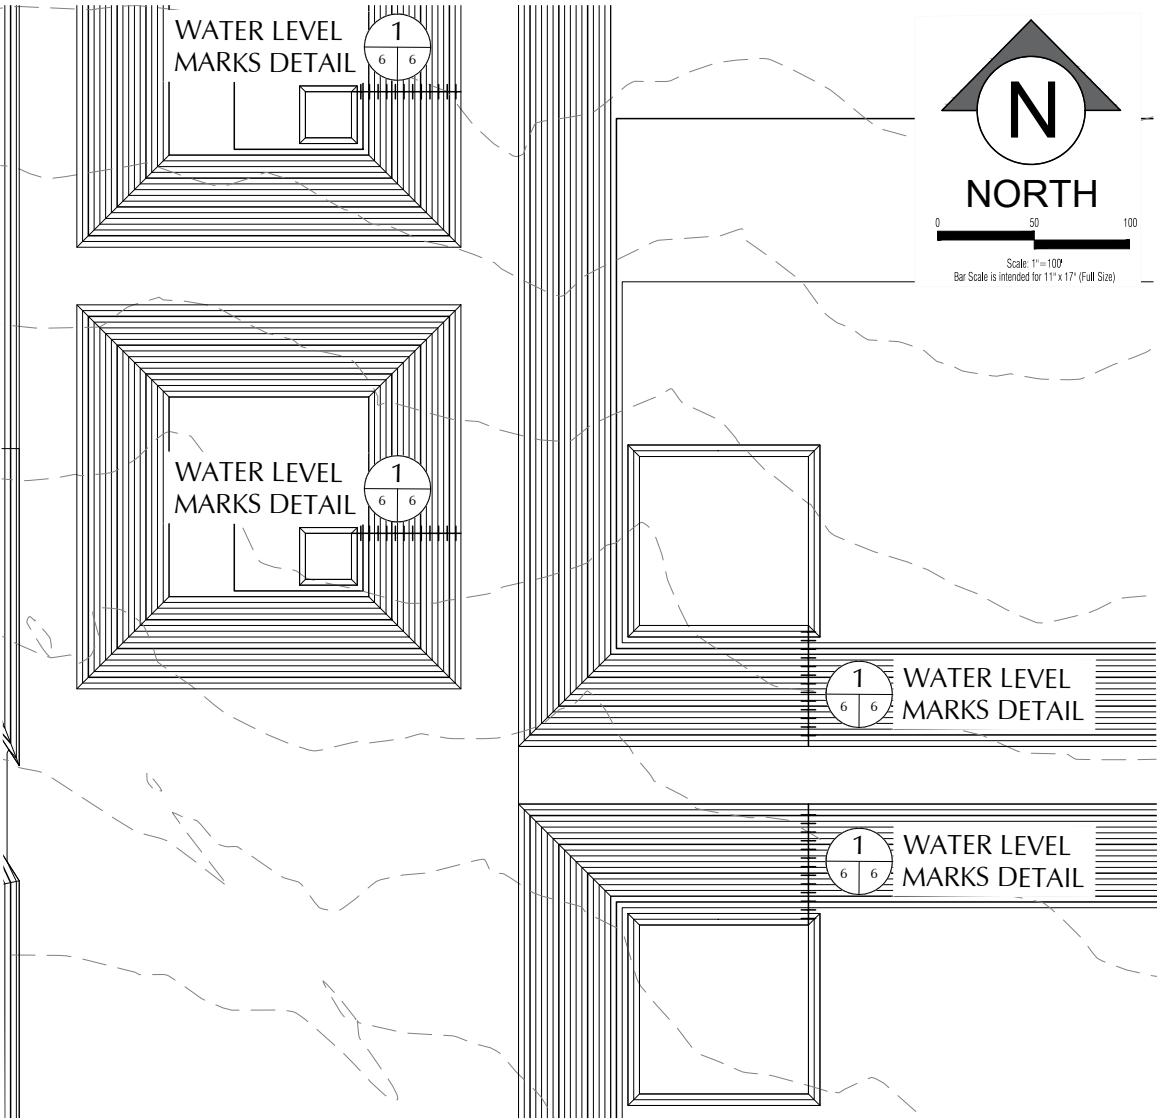 WATER LEVEL
MARKS DETAIL
1
6 6
N
NORTH
0 50 100
Scale: 1"=100'
Bar Scale is intended for 11" x 17" (Full Size)
WATER LEVEL
MARKS DETAIL
1
6 6
1
6 6
WATER LEVEL
MARKS DETAIL
1
6 6
WATER LEVEL
MARKS DETAIL